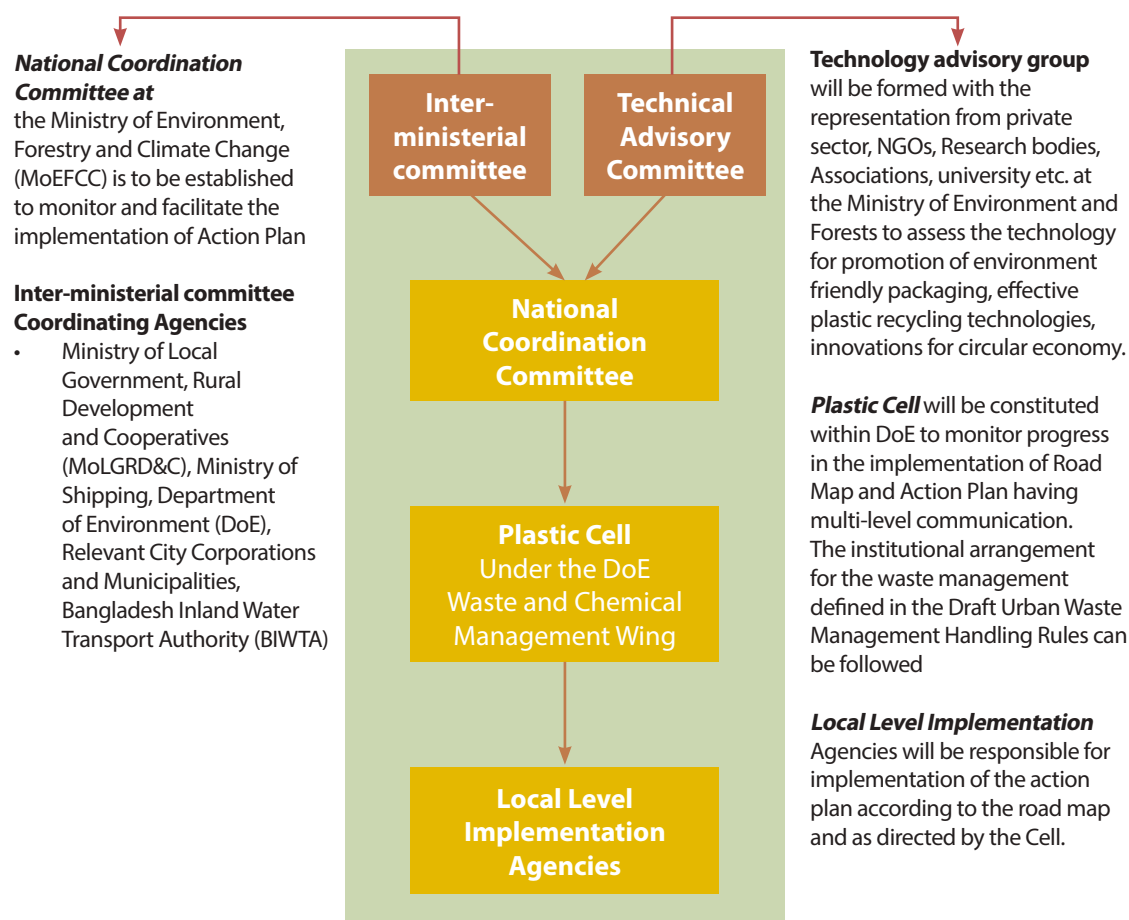 National Coordination
Committee at
the Ministry of Environment,
Forestry and Climate Change
(MoEFCC) is to be established
to monitor and facilitate the
implementation of Action Plan
Inter-ministerial committee
Coordinating Agencies
• Ministry of Local
Government, Rural
Development
and Cooperatives
(MoLGRD&C), Ministry of
Shipping, Department
of Environment (DoE),
Relevant City Corporations
and Municipalities,
Bangladesh Inland Water
Transport Authority (BIWTA)
Inter-
ministerial
committee
Technical
Advisory
Committee
National
Coordination
Committee
Plastic Cell
Under the DoE
Waste and Chemical
Management Wing
Local Level
Implementation
Agencies
Technology advisory group
will be formed with the
representation from private
sector, NGOs, Research bodies,
Associations, university etc. at
the Ministry of Environment and
Forests to assess the technology
for promotion of environment
friendly packaging, effective
plastic recycling technologies,
innovations for circular economy.
Plastic Cell will be constituted
within DoE to monitor progress
in the implementation of Road
Map and Action Plan having
multi-level communication.
The institutional arrangement
for the waste management
defined in the Draft Urban Waste
Management Handling Rules can
be followed
Local Level Implementation
Agencies will be responsible for
implementation of the action
plan according to the road map
and as directed by the Cell.